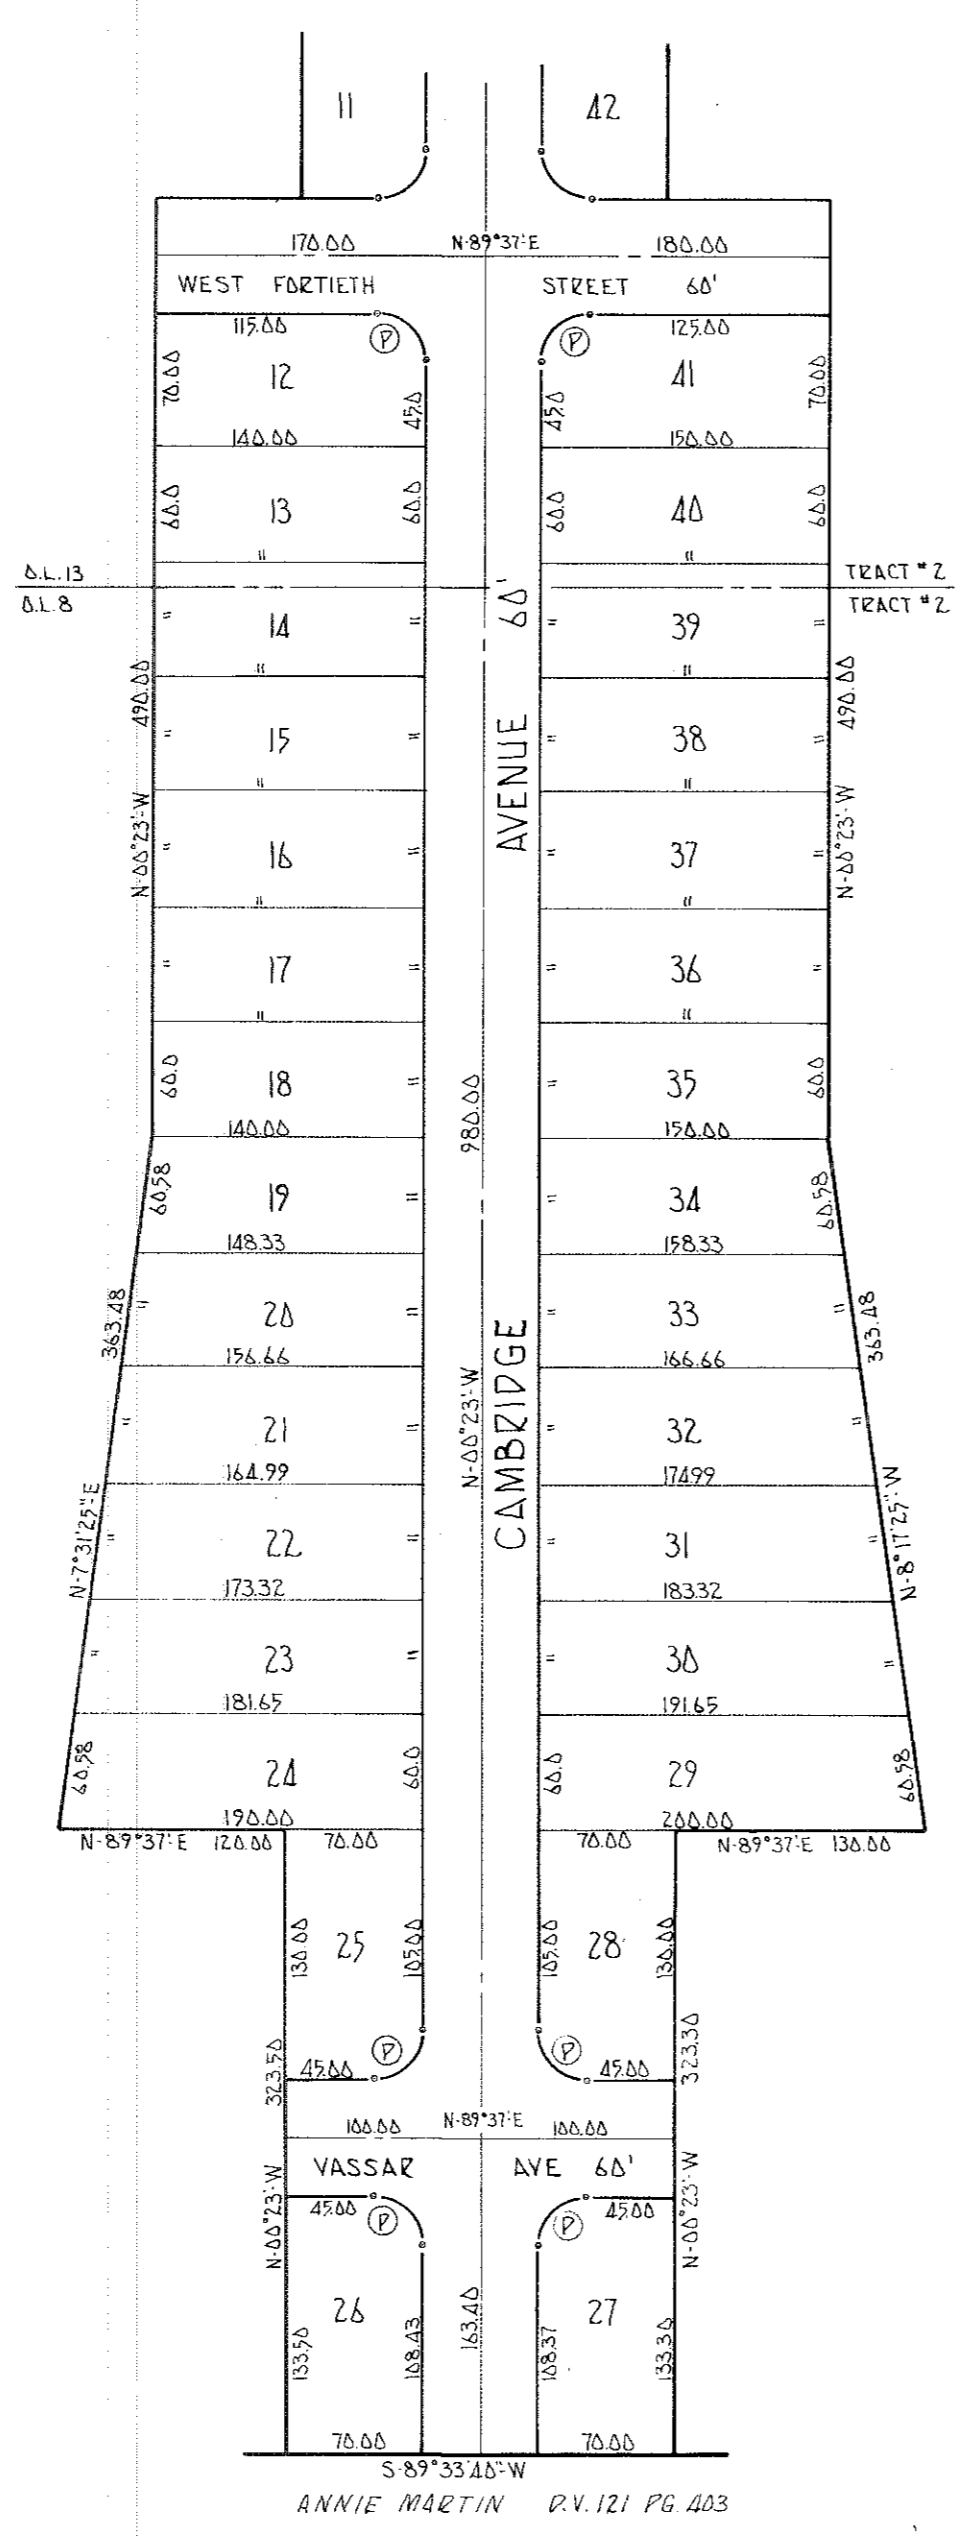 11
42
170.00 N-89°37'-E 180.00
WEST FORTIETH STREET 60'
115.00 125.00
P P
70.00 12 45.0 45.0 41 70.00
140.00 150.00
60.0 13 60.0 60.0 40 60.0
" "
O.L.13 TRACT #2
O.L.8 TRACT #2
= 14 = 60' = 39 =
" "
490.00 490.00
= 15 = = 38 =
" "
N-00°23'-W N-00°23'-W
AVENUE
= 16 = = 37 =
" "
= 17 = = 36 =
" "
60.0 18 = = 35 60.0
980.00
140.00 150.00
60.58 19 = = 34 60.58
148.33 158.33
363.48 363.48
= 20 = = 33 =
156.66 166.66
N-00°23'-W
CAMBRIDGE
= 21 = = 32 =
164.99 174.99
N-7°31'25"-E N-8°17'25"-W
= 22 = = 31 =
173.32 183.32
= 23 = = 30 =
181.65 191.65
60.58 24 60.0 60.0 29 60.58
190.00 200.00
N-89°37'-E 120.00 70.00 70.00 N-89°37'-E 130.00
130.00 25 105.00 105.00 28 130.00
P P
323.50 45.00 45.00 323.30
100.00 N-89°37'-E 100.00
VASSAR AVE 60'
45.00 45.00
P P
N-00°23'-W N-00°23'-W
26 27
133.50 108.43 163.40 108.37 133.30
70.00 70.00
S-89°33'40"-W
ANNIE MARTIN D.V. 121 PG. 403